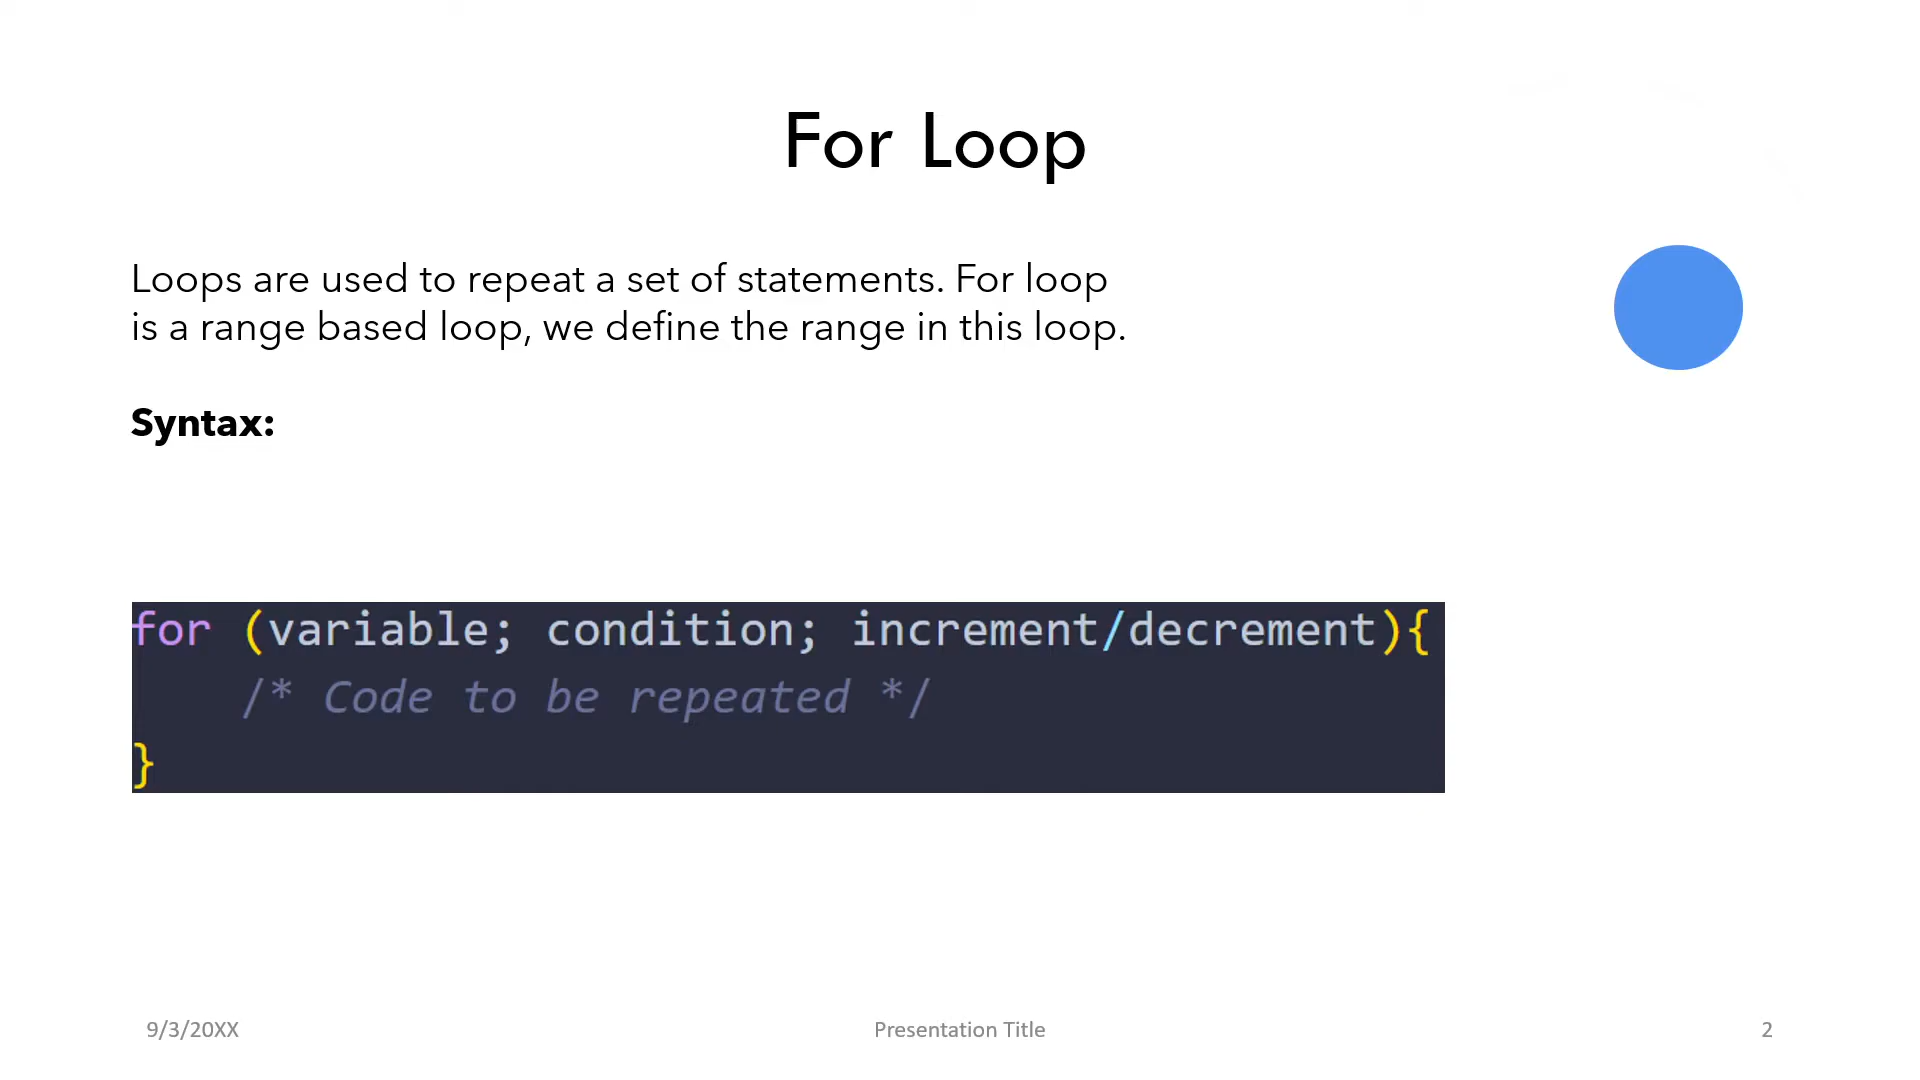 For Loop
Loops are used to repeat a set of statements. For loop
is a range based loop, we define the range in this loop.
Syntax:
for (variable; condition; increment/decrement){
    /* Code to be repeated */
}
9/3/20XX
Presentation Title
2